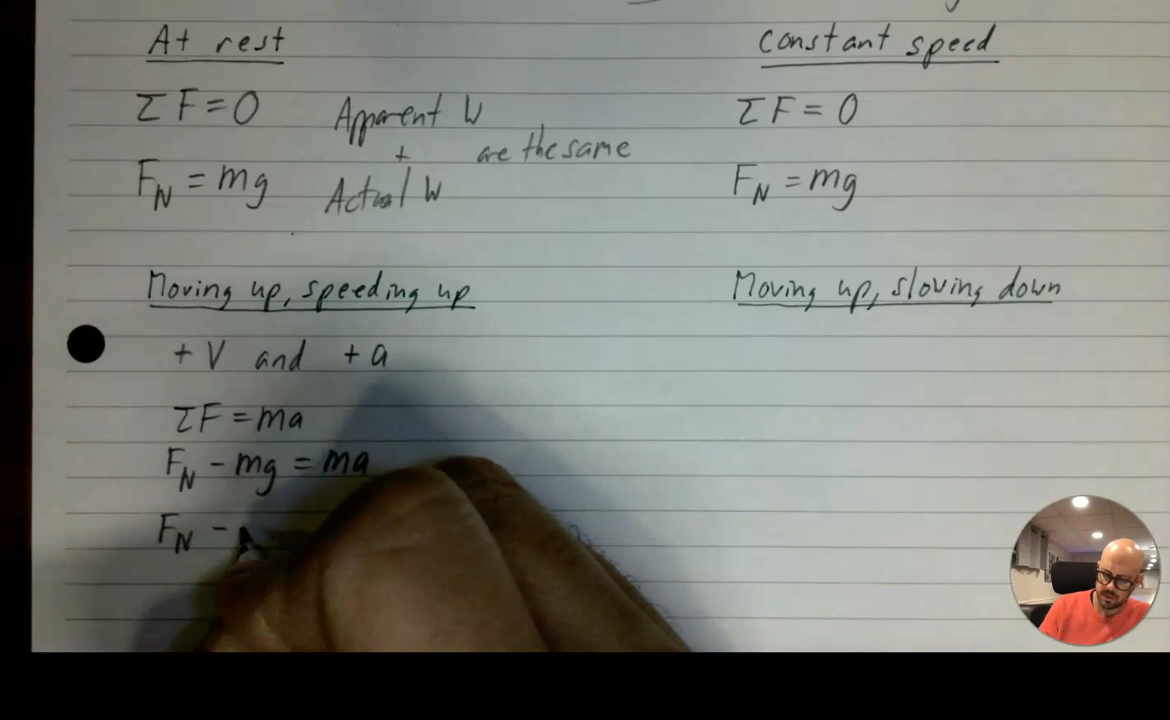 At rest
ΣF = 0
Apparent W
+
Actual W
are the same
F_N = mg
Constant speed
ΣF = 0
F_N = mg
Moving up, speeding up
+ V and + a
ΣF = ma
F_N - mg = ma
F_N -
Moving up, sloving down